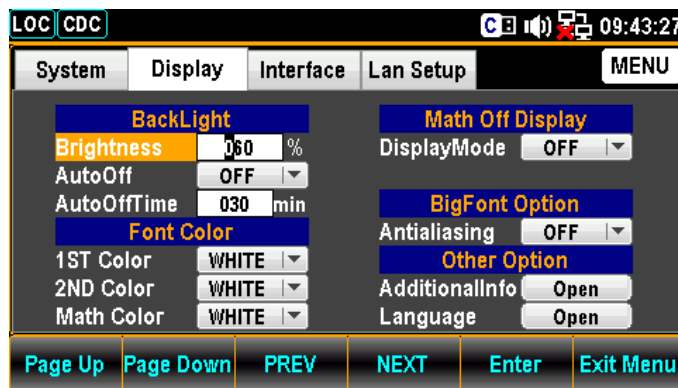 LOC CDC C 09:43:27
System Display Interface Lan Setup MENU
BackLight
Brightness 060 %
AutoOff OFF
AutoOffTime 030 min
Font Color
1ST Color WHITE
2ND Color WHITE
Math Color WHITE
Math Off Display
DisplayMode OFF
BigFont Option
Antialiasing OFF
Other Option
AdditionalInfo Open
Language Open
Page Up Page Down PREV NEXT Enter Exit Menu